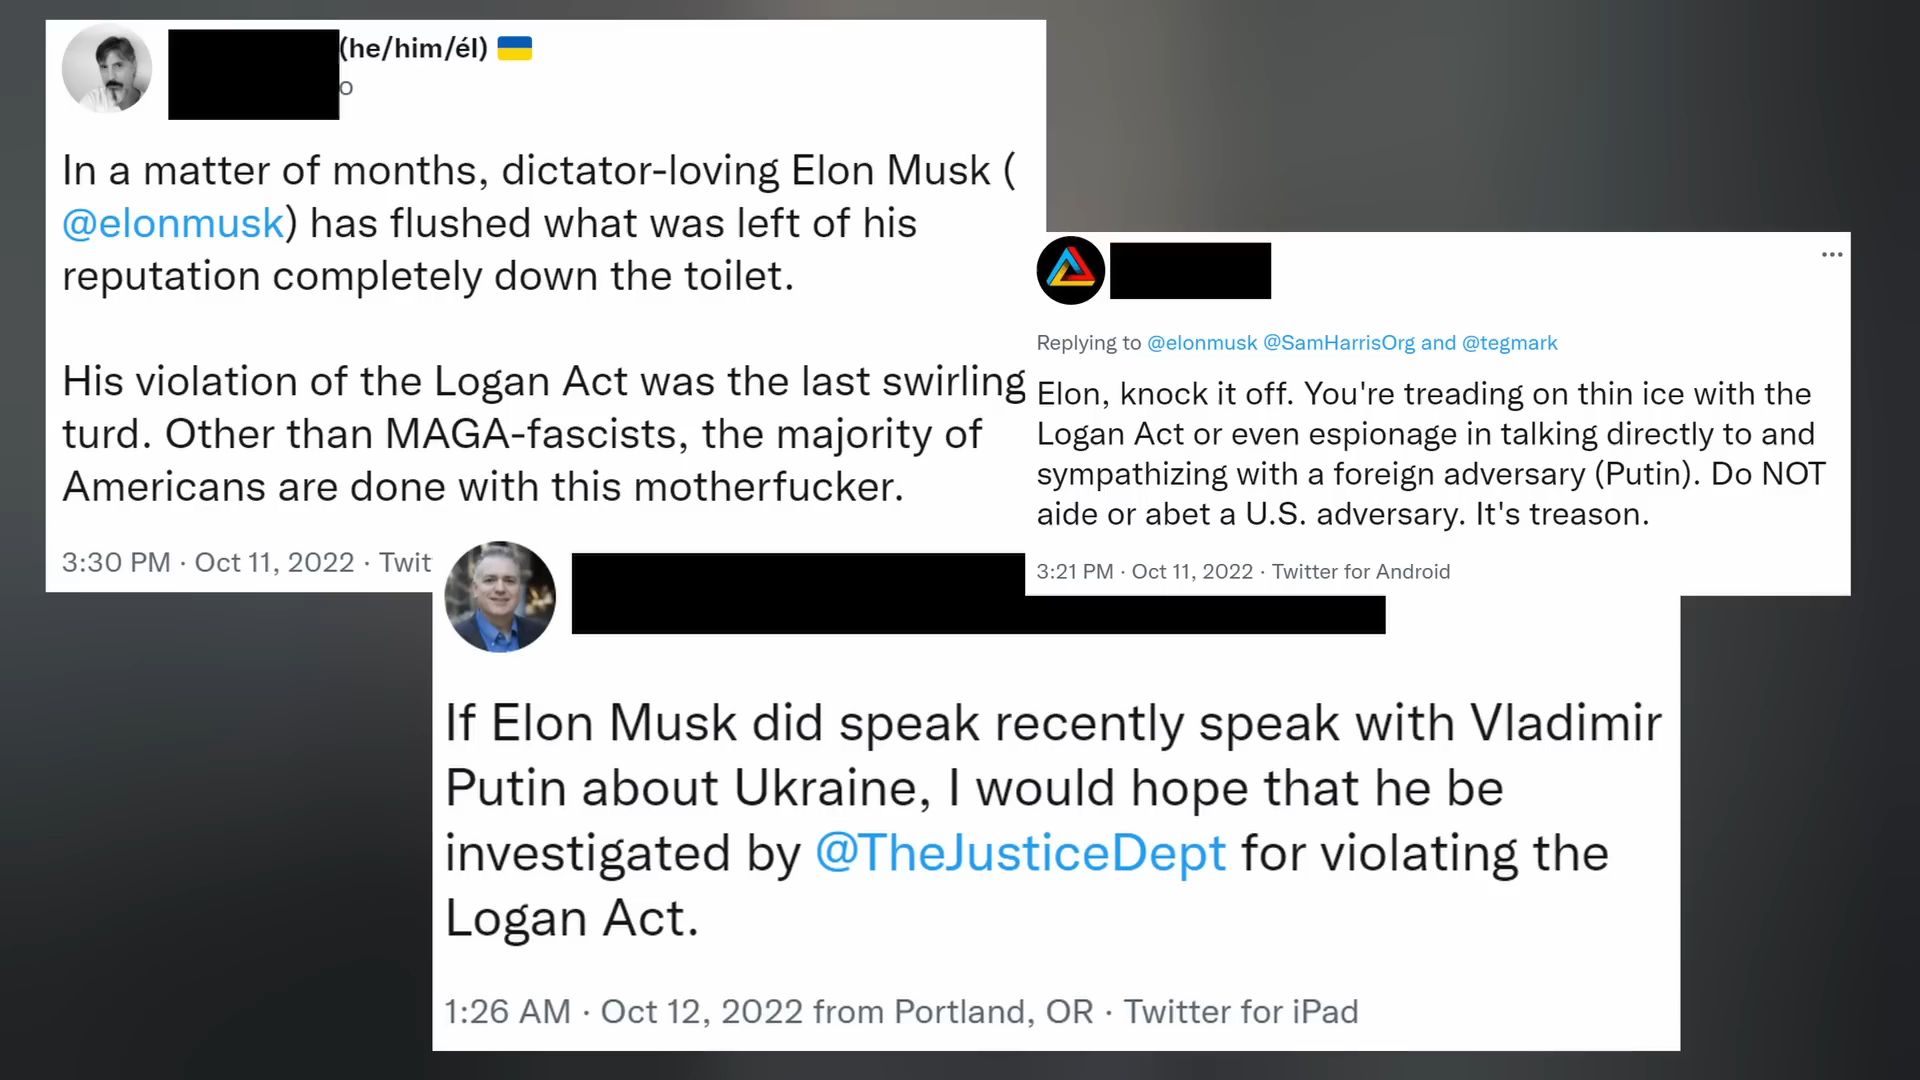 (he/him/él)
o
In a matter of months, dictator-loving Elon Musk (
@elonmusk) has flushed what was left of his
reputation completely down the toilet.
His violation of the Logan Act was the last swirling
turd. Other than MAGA-fascists, the majority of
Americans are done with this motherfucker.
3:30 PM · Oct 11, 2022 · Twit
Replying to @elonmusk @SamHarrisOrg and @tegmark
Elon, knock it off. You're treading on thin ice with the
Logan Act or even espionage in talking directly to and
sympathizing with a foreign adversary (Putin). Do NOT
aide or abet a U.S. adversary. It's treason.
3:21 PM · Oct 11, 2022 · Twitter for Android
If Elon Musk did speak recently speak with Vladimir
Putin about Ukraine, I would hope that he be
investigated by @TheJusticeDept for violating the
Logan Act.
1:26 AM · Oct 12, 2022 from Portland, OR · Twitter for iPad